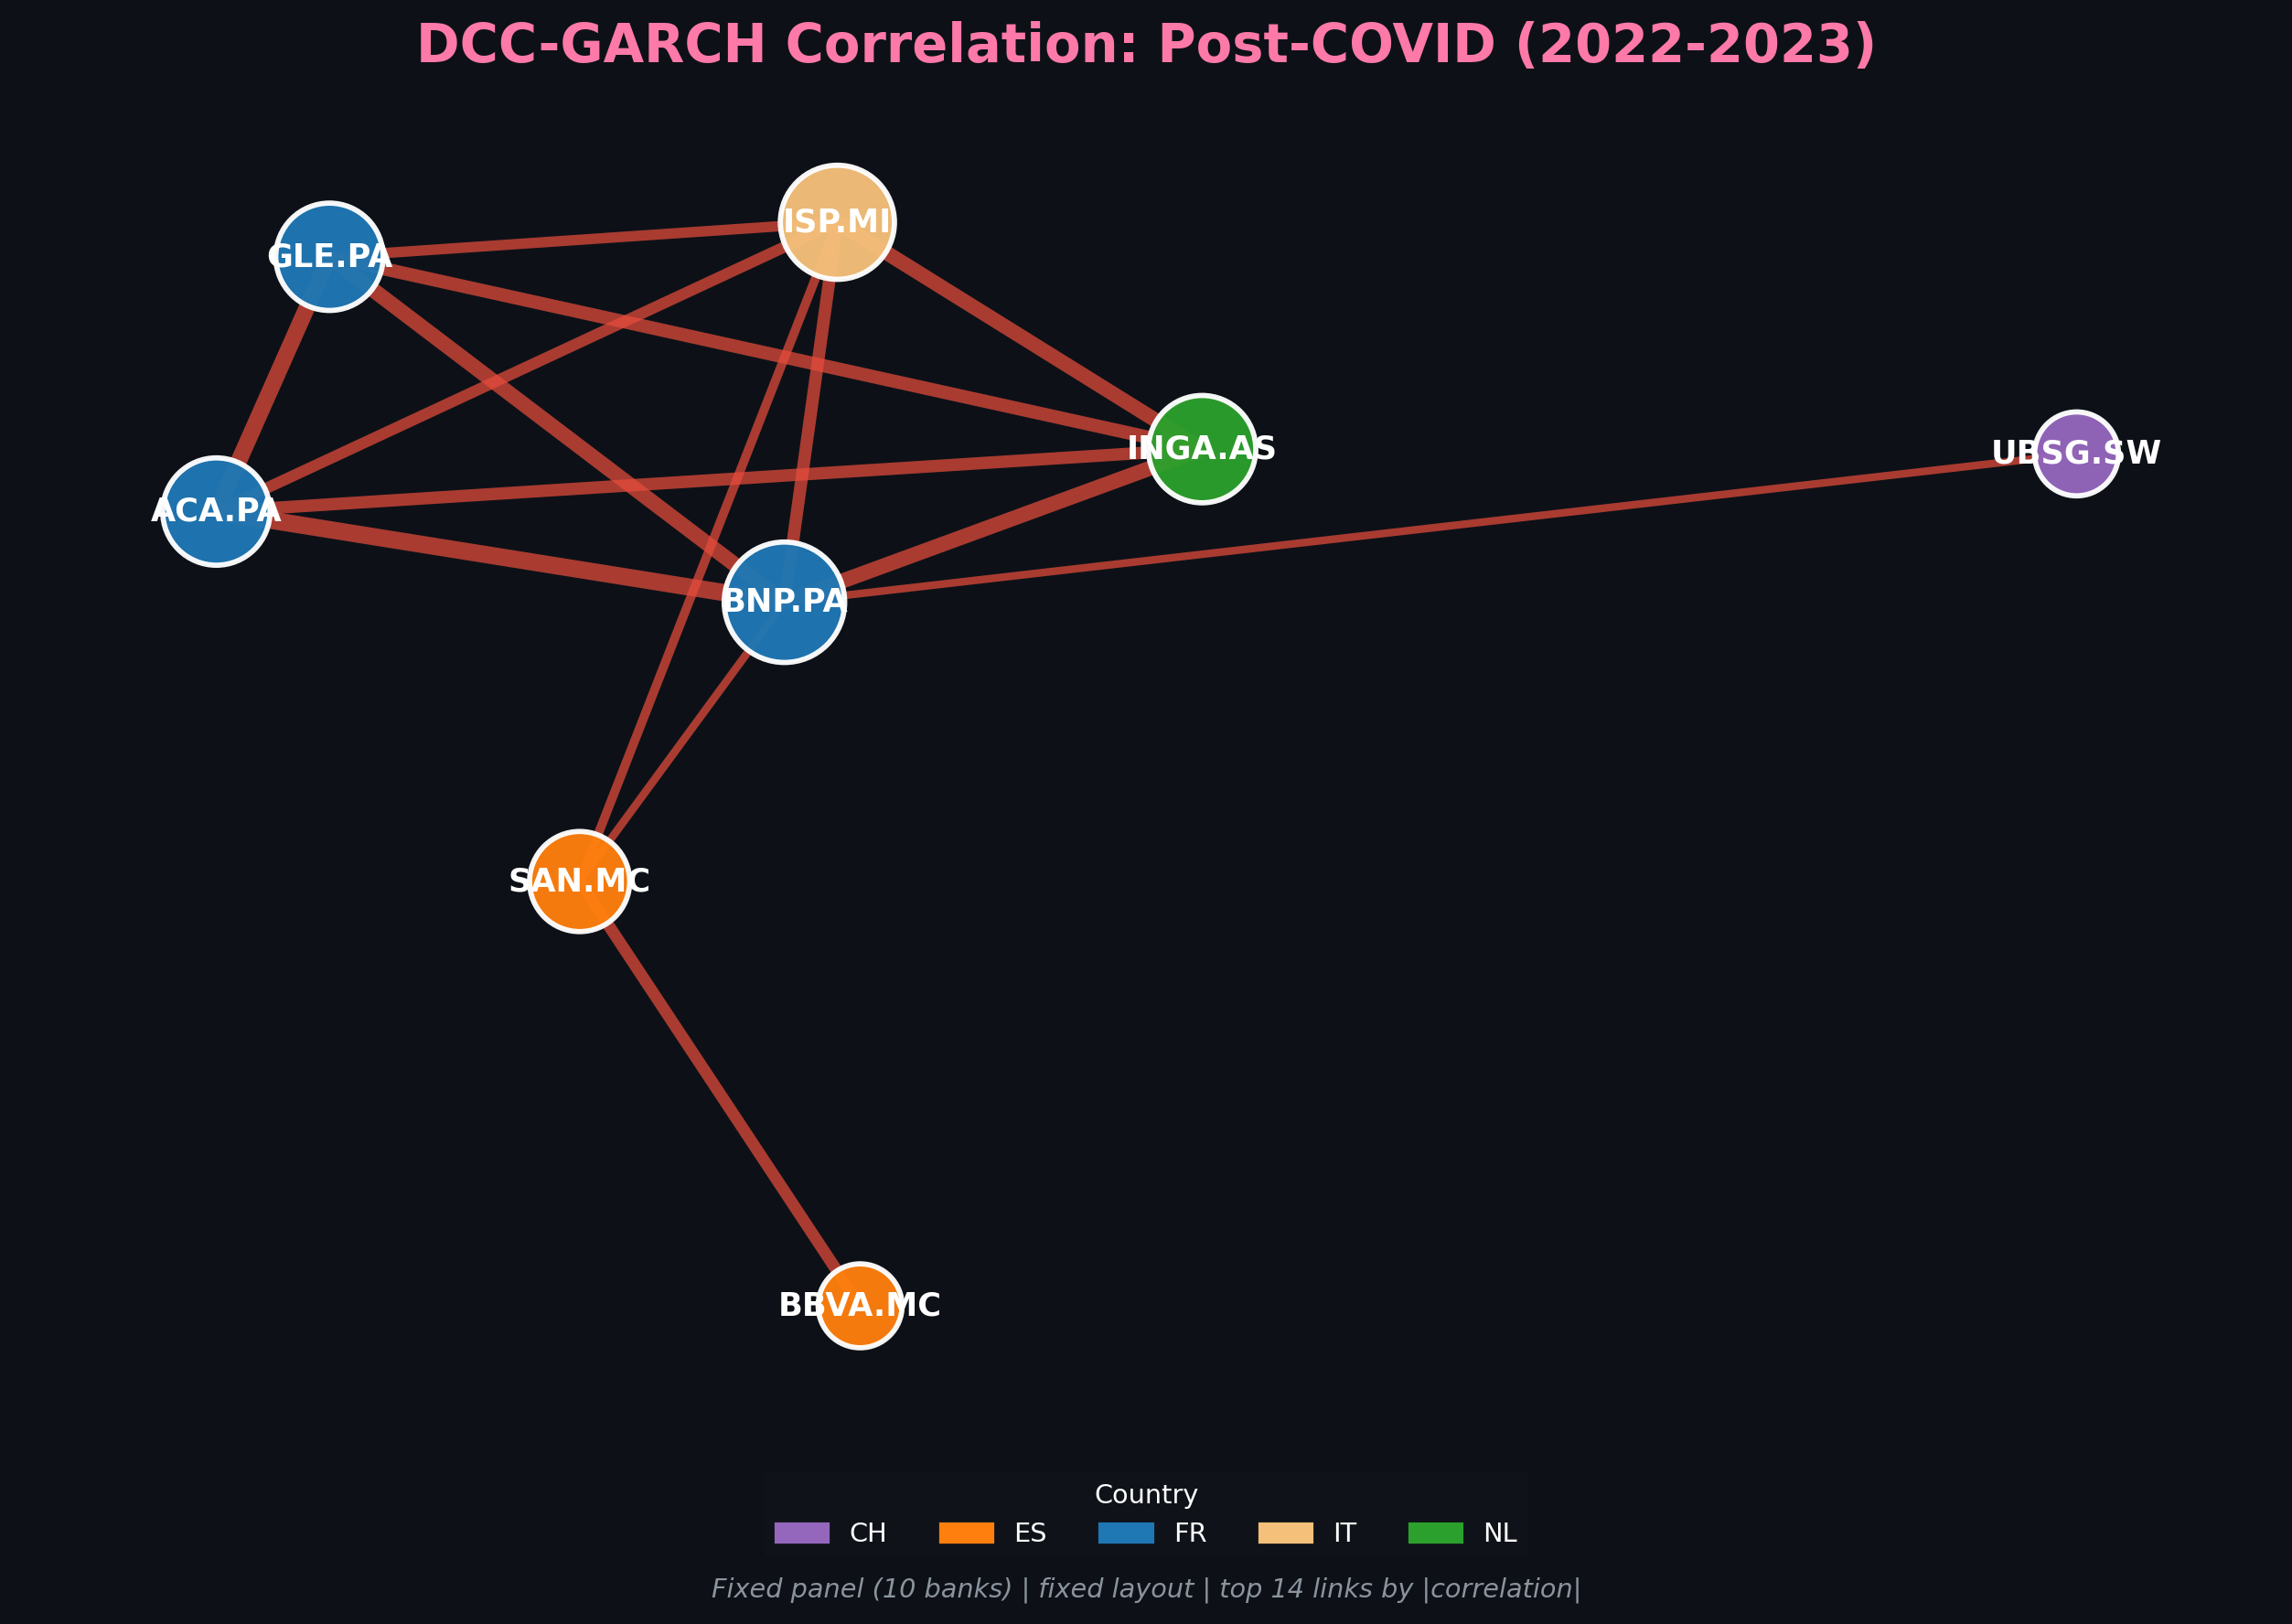 DCC-GARCH Correlation: Post-COVID (2022-2023)
ISP.MI
GLE.PA
INGA.AS
UBSG.SW
ACA.PA
BNP.PA
SAN.MC
BBVA.MC
Country
CH ES FR IT NL
Fixed panel (10 banks) | fixed layout | top 14 links by |correlation|